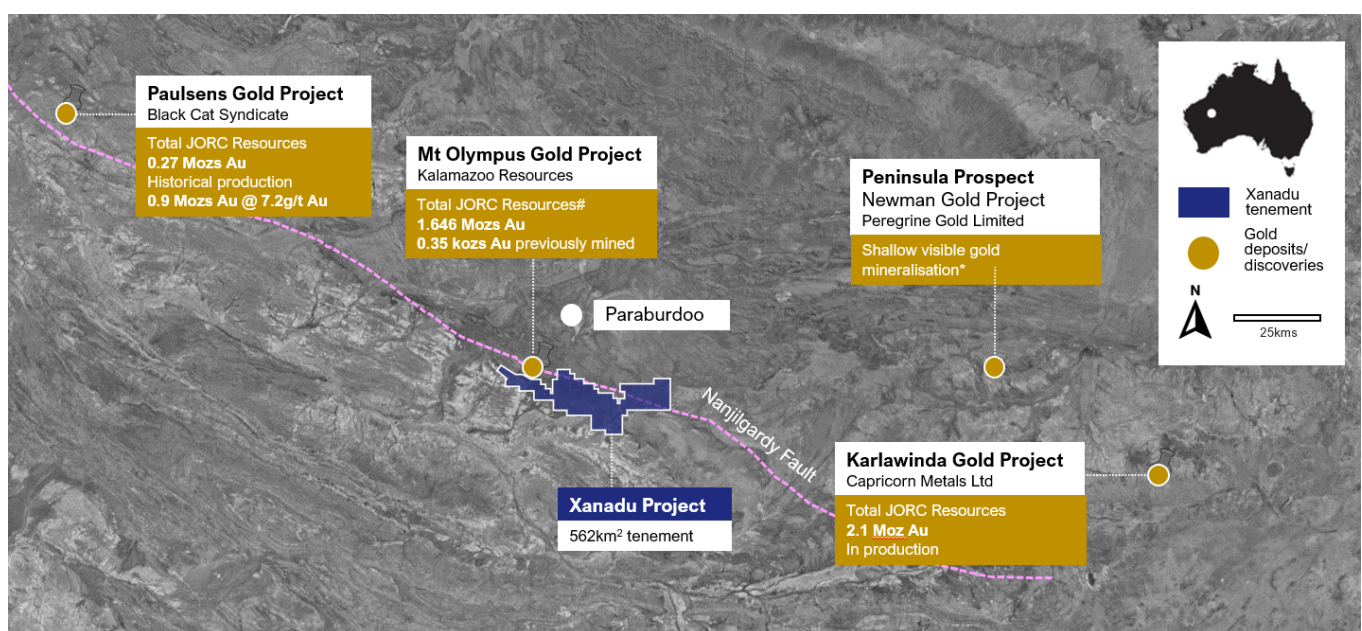 Paulsens Gold Project
Black Cat Syndicate
Total JORC Resources
0.27 Mozs Au
Historical production
0.9 Mozs Au @ 7.2g/t Au
Mt Olympus Gold Project
Kalamazoo Resources
Total JORC Resources#
1.646 Mozs Au
0.35 kozs Au previously mined
Peninsula Prospect
Newman Gold Project
Peregrine Gold Limited
Shallow visible gold
mineralisation*
Xanadu
tenement
Gold
deposits/
discoveries
N
25kms
Paraburdoo
Nanjilgardy Fault
Karlawinda Gold Project
Capricorn Metals Ltd
Total JORC Resources
2.1 Moz Au
In production
Xanadu Project
562km² tenement